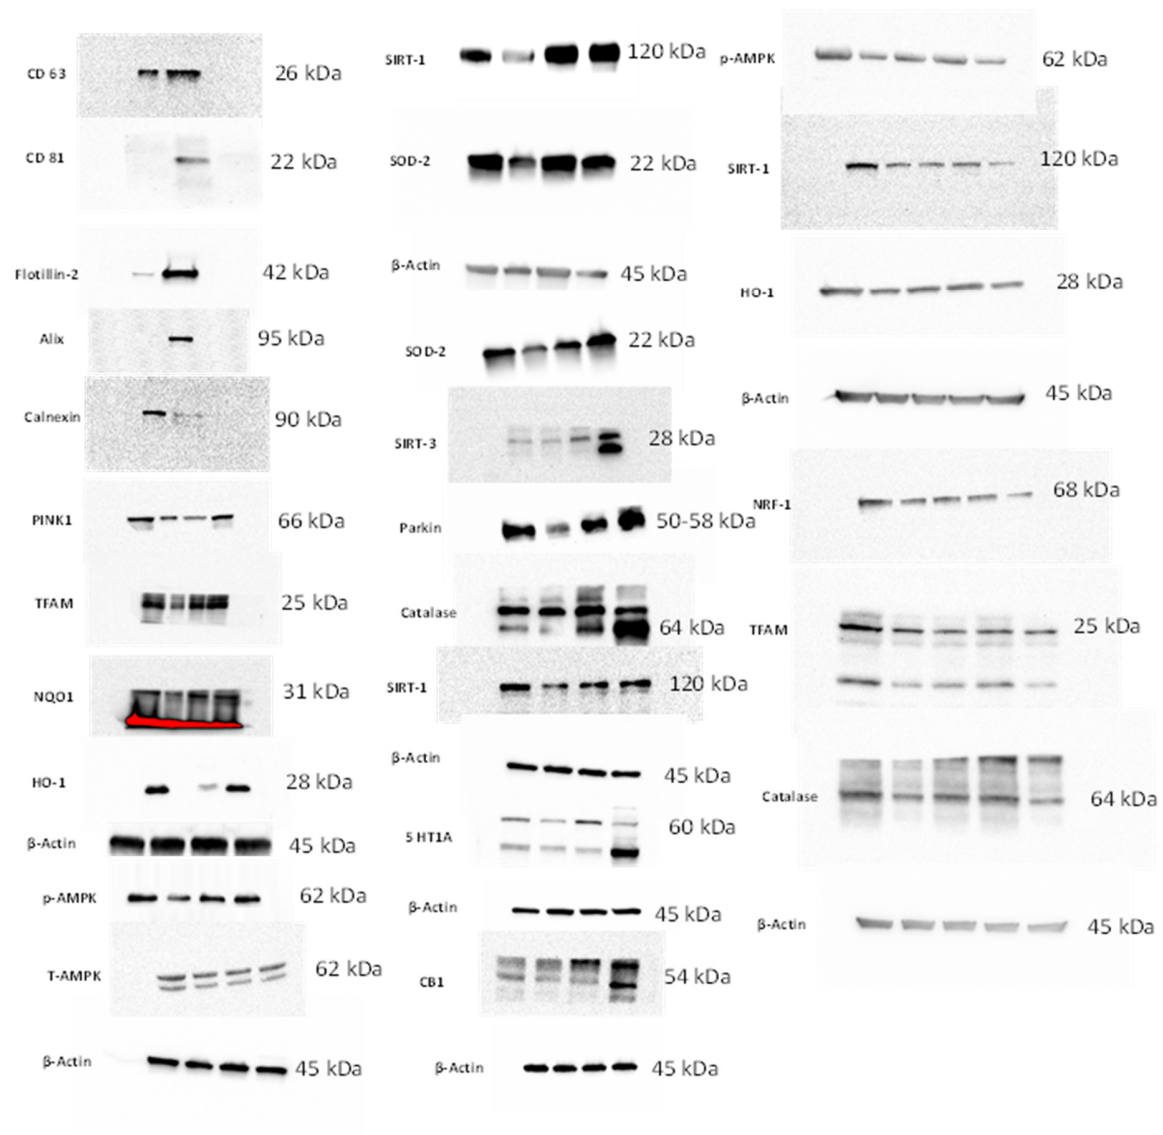 CD 63
26 kDa
CD 81
22 kDa
Flotillin-2
42 kDa
Alix
95 kDa
Calnexin
90 kDa
PINK1
66 kDa
TFAM
25 kDa
NQO1
31 kDa
HO-1
28 kDa
β-Actin
45 kDa
p-AMPK
62 kDa
T-AMPK
62 kDa
β-Actin
45 kDa
SIRT-1
120 kDa
SOD-2
22 kDa
β-Actin
45 kDa
SOD-2
22 kDa
SIRT-3
28 kDa
Parkin
50-58 kDa
Catalase
64 kDa
SIRT-1
120 kDa
β-Actin
45 kDa
5 HT1A
60 kDa
β-Actin
45 kDa
CB1
54 kDa
β-Actin
45 kDa
p-AMPK
62 kDa
SIRT-1
120 kDa
HO-1
28 kDa
β-Actin
45 kDa
NRF-1
68 kDa
TFAM
25 kDa
Catalase
64 kDa
β-Actin
45 kDa